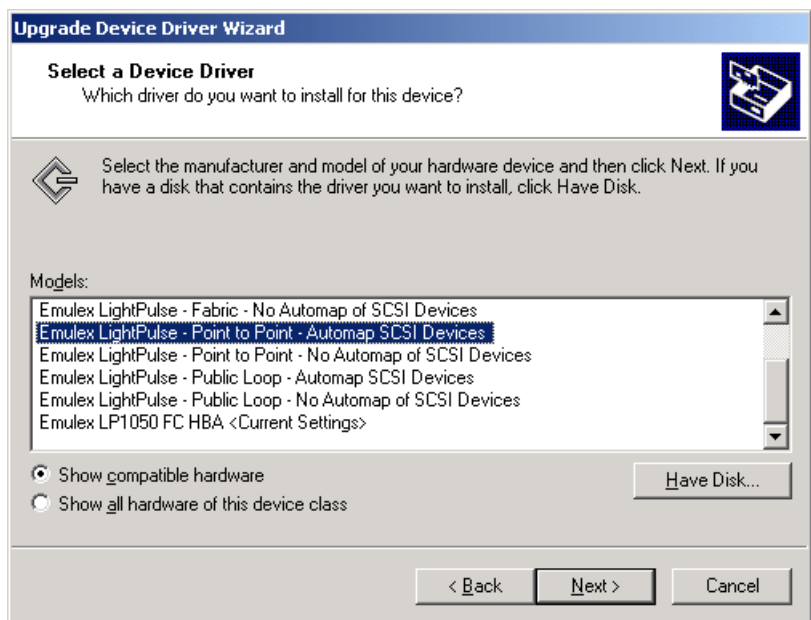 Upgrade Device Driver Wizard
Select a Device Driver
Which driver do you want to install for this device?
Select the manufacturer and model of your hardware device and then click Next. If you
have a disk that contains the driver you want to install, click Have Disk.
Models:
Emulex LightPulse - Fabric - No Automap of SCSI Devices
Emulex LightPulse - Point to Point - Automap SCSI Devices
Emulex LightPulse - Point to Point - No Automap of SCSI Devices
Emulex LightPulse - Public Loop - Automap SCSI Devices
Emulex LightPulse - Public Loop - No Automap of SCSI Devices
Emulex LP1050 FC HBA <Current Settings>
Show compatible hardware
Have Disk...
Show all hardware of this device class
< Back
Next >
Cancel